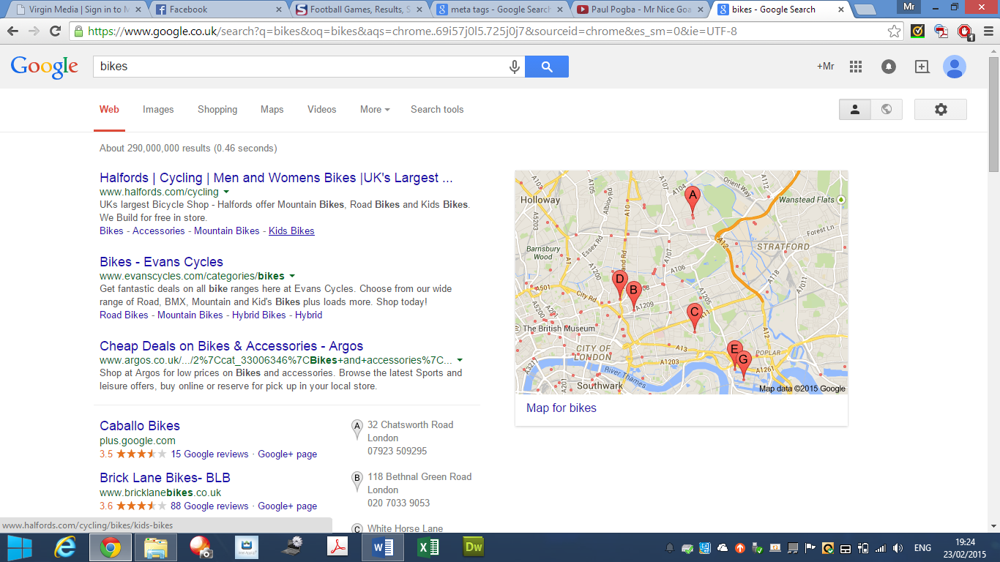 Virgin Media | Sign in to M
Facebook
Football Games, Results, S
meta tags - Google Search
Paul Pogba - Mr Nice Goa
bikes - Google Search
Mr
https://www.google.co.uk/search?q=bikes&oq=bikes&aqs=chrome..69i57j0l5.725j0j7&sourceid=chrome&es_sm=0&ie=UTF-8
1
Google
bikes
+Mr
Web
Images
Shopping
Maps
Videos
More
Search tools
About 290,000,000 results (0.46 seconds)
Halfords | Cycling | Men and Womens Bikes |UK's Largest ...
www.halfords.com/cycling
UKs largest Bicycle Shop - Halfords offer Mountain Bikes, Road Bikes and Kids Bikes.
We Build for free in store.
Bikes - Accessories - Mountain Bikes - Kids Bikes
Bikes - Evans Cycles
www.evanscycles.com/categories/bikes
Get fantastic deals on all bike ranges here at Evans Cycles. Choose from our wide
range of Road, BMX, Mountain and Kid's Bikes plus loads more. Shop today!
Road Bikes - Mountain Bikes - Hybrid Bikes - Hybrid
Cheap Deals on Bikes & Accessories - Argos
www.argos.co.uk/.../2%7Ccat_33006346%7CBikes+and+accessories%7C...
Shop at Argos for low prices on Bikes and accessories. Browse the latest Sports and
leisure offers, buy online or reserve for pick up in your local store.
Caballo Bikes
plus.google.com
3.5
15 Google reviews · Google+ page
A
32 Chatsworth Road
London
07923 509295
Brick Lane Bikes- BLB
www.bricklanebikes.co.uk
3.6
88 Google reviews · Google+ page
B
118 Bethnal Green Road
London
020 7033 9053
C
White Horse Lane
Holloway
A103
A105
Albion Rd
A10
A104
Orient Way
A112
Wanstead Flats
A5203
Forest Ln
Barnsbury
Wood
Essex Rd
A107
A12
STRATFORD
A1
A106
A118
A1200
A501
City Rd
A1205
A7011
A5200
A201
A1209
A11
The British Museum
CITY OF
LONDON
A13
A1203
POPLAR
A1261
A3211
River Thames
Southwark
A
D
B
C
E
G
Map data ©2015 Google
Map for bikes
www.halfords.com/cycling/bikes/kids-bikes
Dw
ENG
19:24
23/02/2015